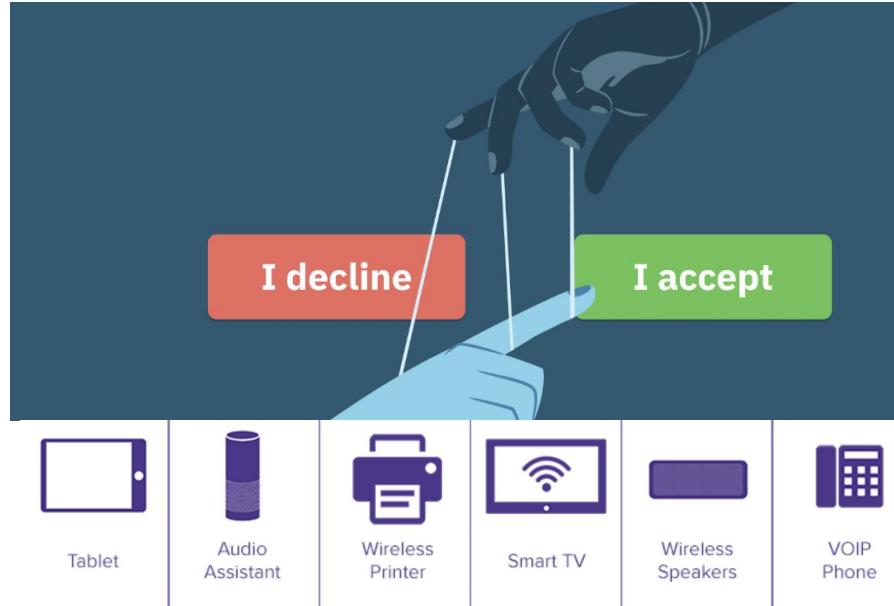 I decline
I accept
Tablet
Audio
Assistant
Wireless
Printer
Smart TV
Wireless
Speakers
VOIP
Phone